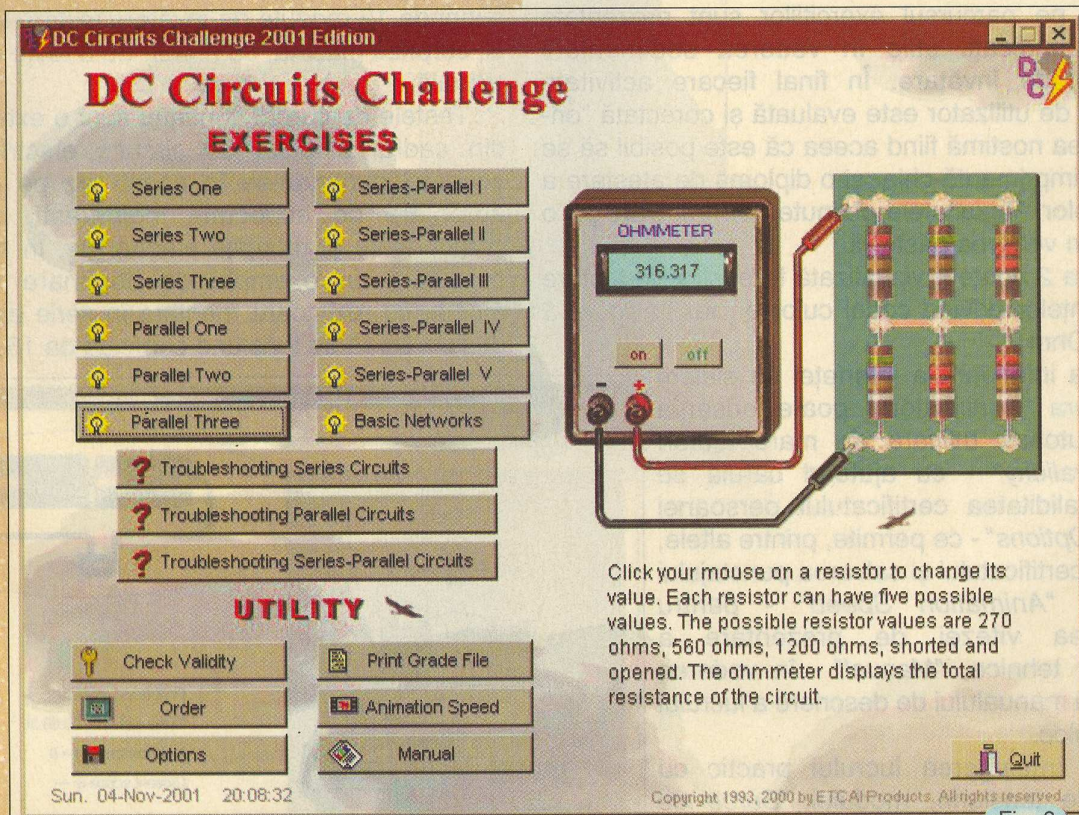 DC Circuits Challenge 2001 Edition
D
C
C
DC Circuits Challenge
EXERCISES
Series One
Series Two
Series Three
Parallel One
Parallel Two
Parallel Three
Series-Parallel I
Series-Parallel II
Series-Parallel III
Series-Parallel IV
Series-Parallel V
Basic Networks
? Troubleshooting Series Circuits
? Troubleshooting Parallel Circuits
? Troubleshooting Series-Parallel Circuits
OHMMETER
316.317
on off
- +
Click your mouse on a resistor to change its
value. Each resistor can have five possible
values. The possible resistor values are 270
ohms, 560 ohms, 1200 ohms, shorted and
opened. The ohmmeter displays the total
resistance of the circuit.
UTILITY
Check Validity
Order
Options
Print Grade File
Animation Speed
Manual
Quit
Sun. 04-Nov-2001 20:08:32
Copyright 1993, 2000 by ETCAI Products. All rights reserved.